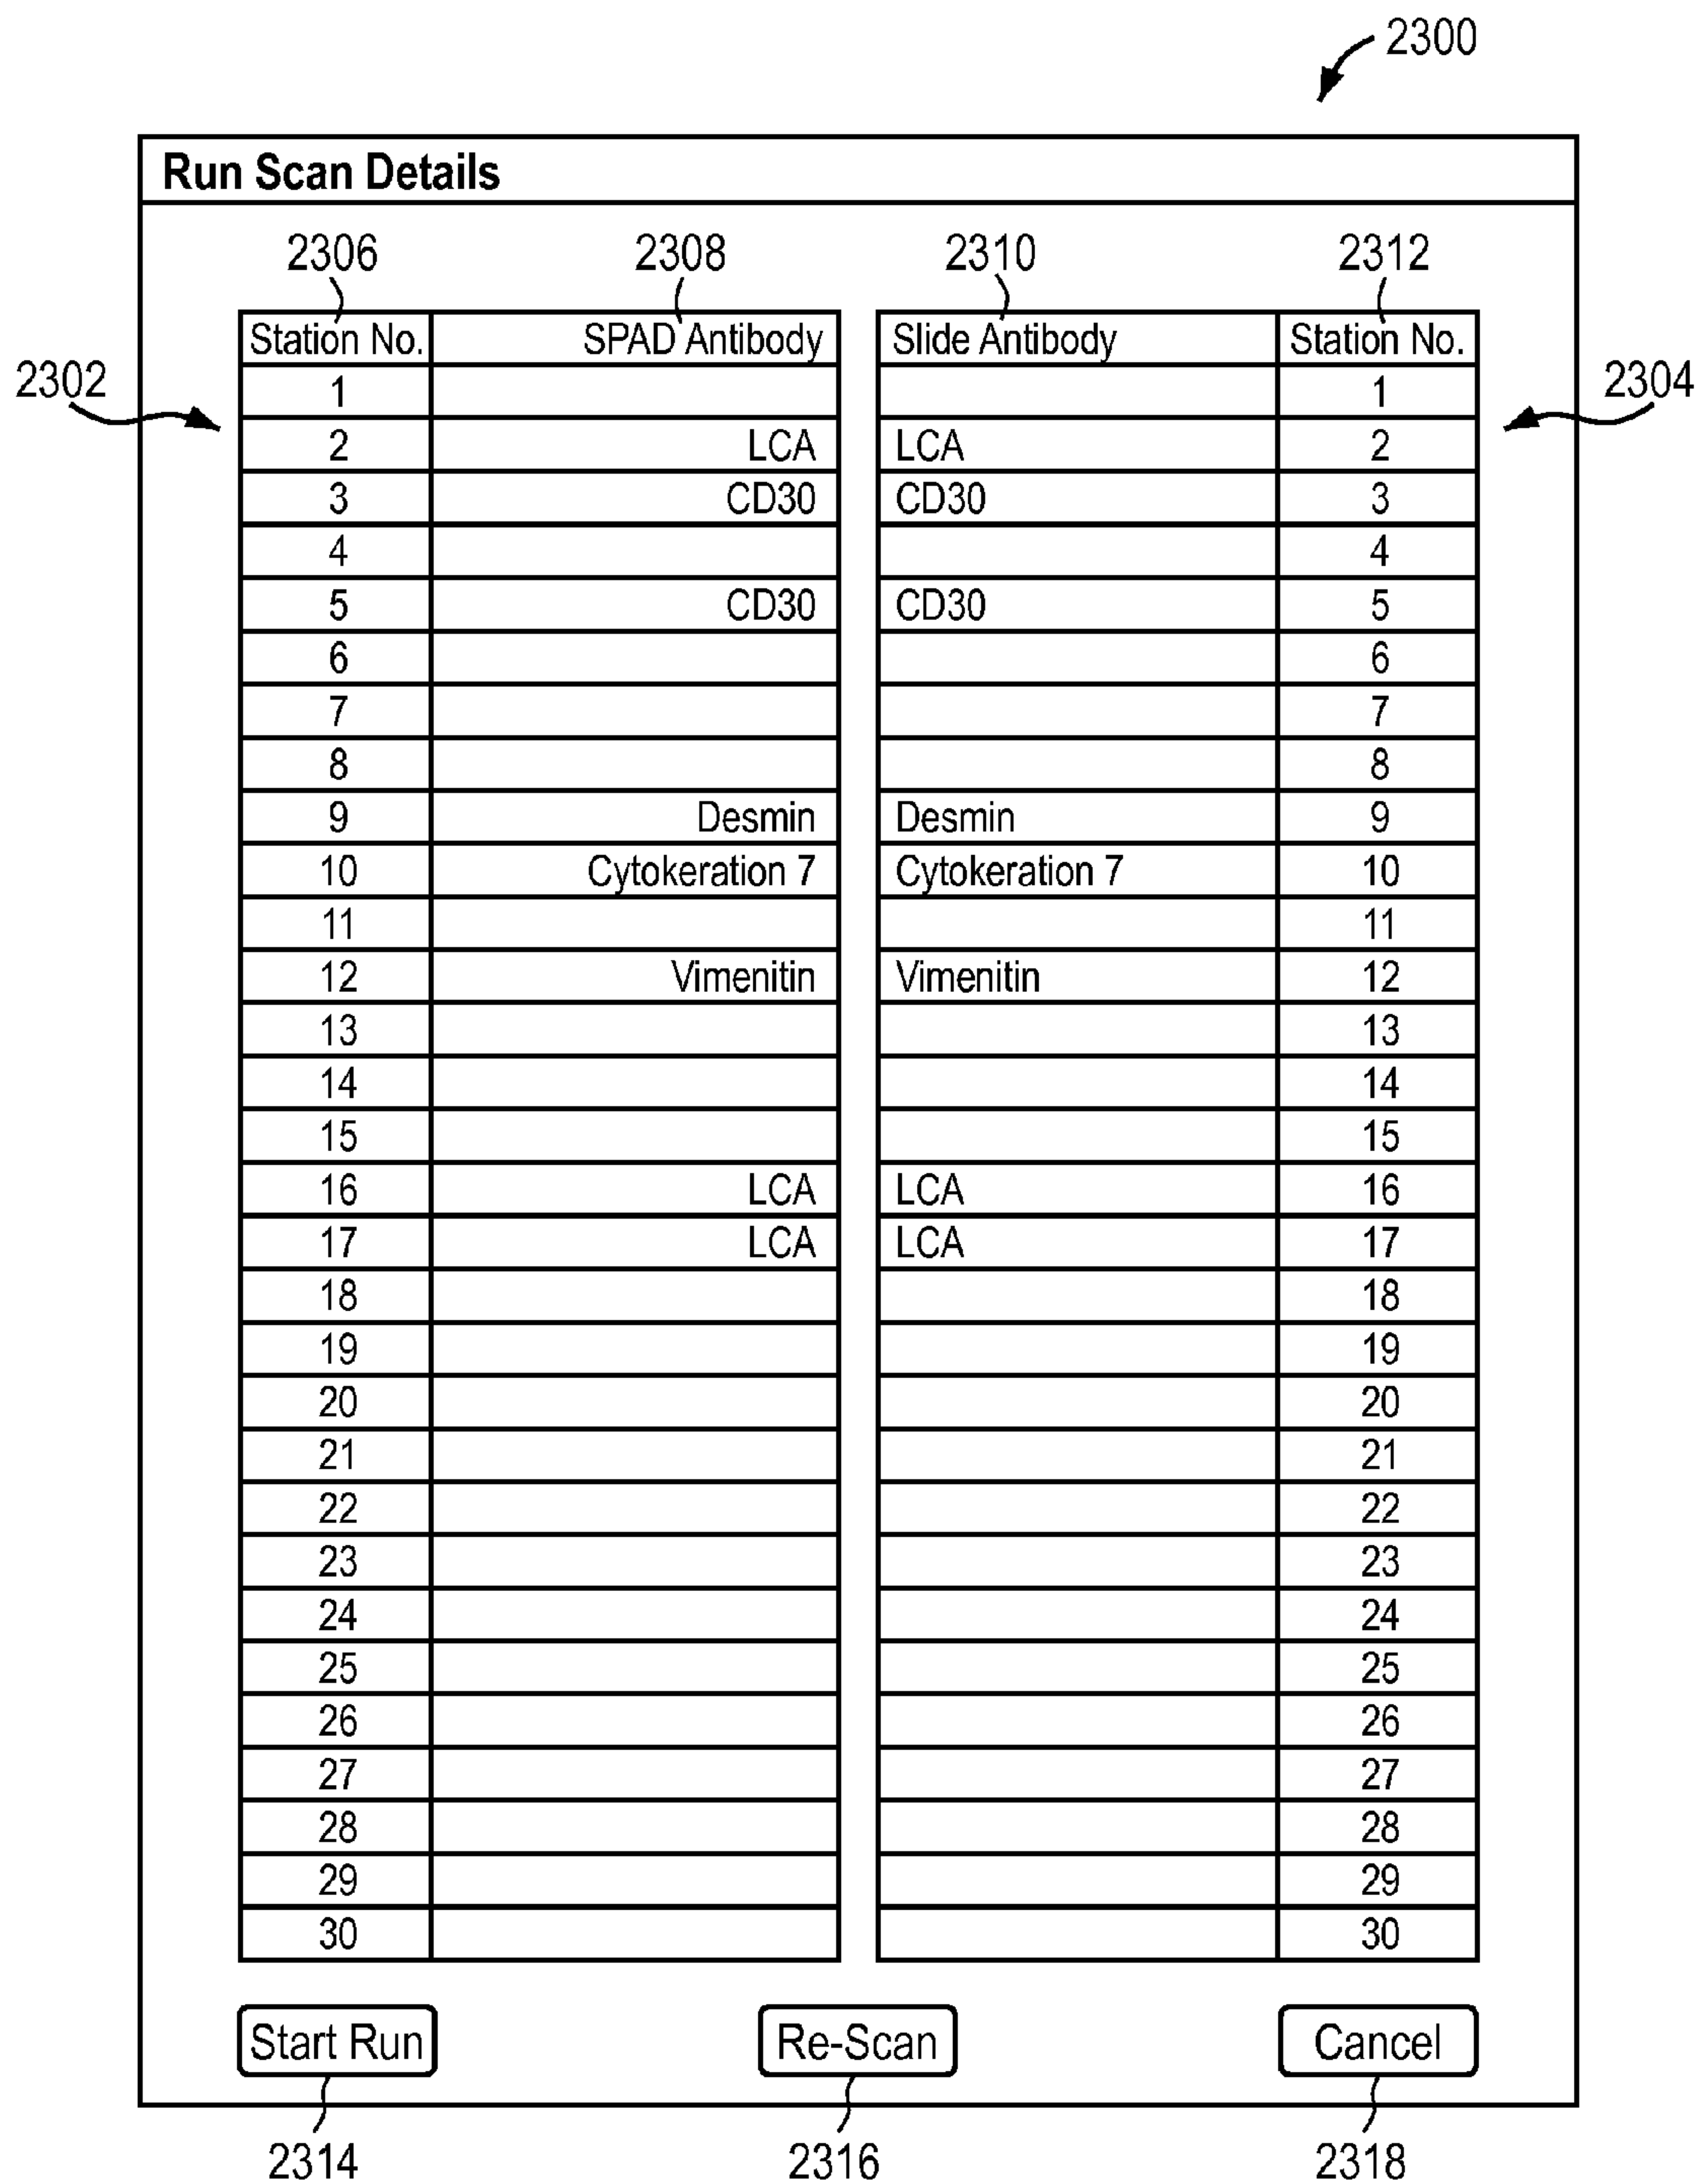 2300
Run Scan Details
2306 2308 2310 2312
Station No. SPAD Antibody Slide Antibody Station No.
2302 1 1 2304
2 LCA LCA 2
3 CD30 CD30 3
4 4
5 CD30 CD30 5
6 6
7 7
8 8
9 Desmin Desmin 9
10 Cytokeration 7 Cytokeration 7 10
11 11
12 Vimenitin Vimenitin 12
13 13
14 14
15 15
16 LCA LCA 16
17 LCA LCA 17
18 18
19 19
20 20
21 21
22 22
23 23
24 24
25 25
26 26
27 27
28 28
29 29
30 30
Start Run Re-Scan Cancel
2314 2316 2318